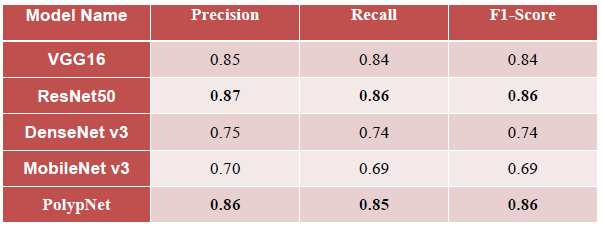 Model Name Precision Recall F1-Score
VGG16 0.85 0.84 0.84
ResNet50 0.87 0.86 0.86
DenseNet v3 0.75 0.74 0.74
MobileNet v3 0.70 0.69 0.69
PolypNet 0.86 0.85 0.86